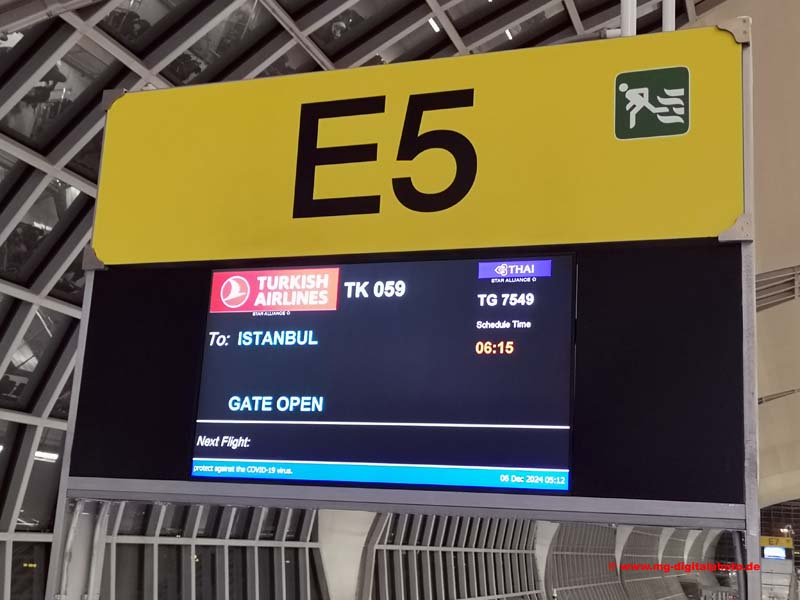 E5
TURKISH AIRLINES
STAR ALLIANCE
TK 059
THAI
STAR ALLIANCE
TG 7549
Schedule Time
06:15
To: ISTANBUL
GATE OPEN
Next Flight:
protect against the COVID-19 virus.
06 Dec 2024 05:12
E7
© www.mg-digitalphoto.de